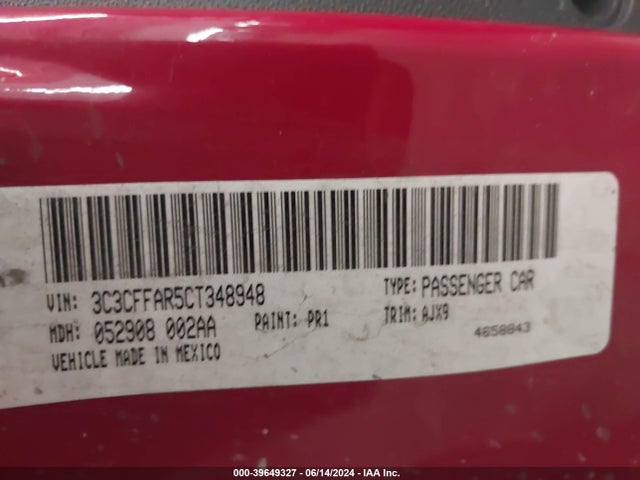 VIN: 3C3CFFAR5CT348948 TYPE: PASSENGER CAR
MDH: 052908 002AA PAINT: PR1 TRIM: AJX9
VEHICLE MADE IN MEXICO 4658843
000-39649327 - 06/14/2024 - IAA Inc.